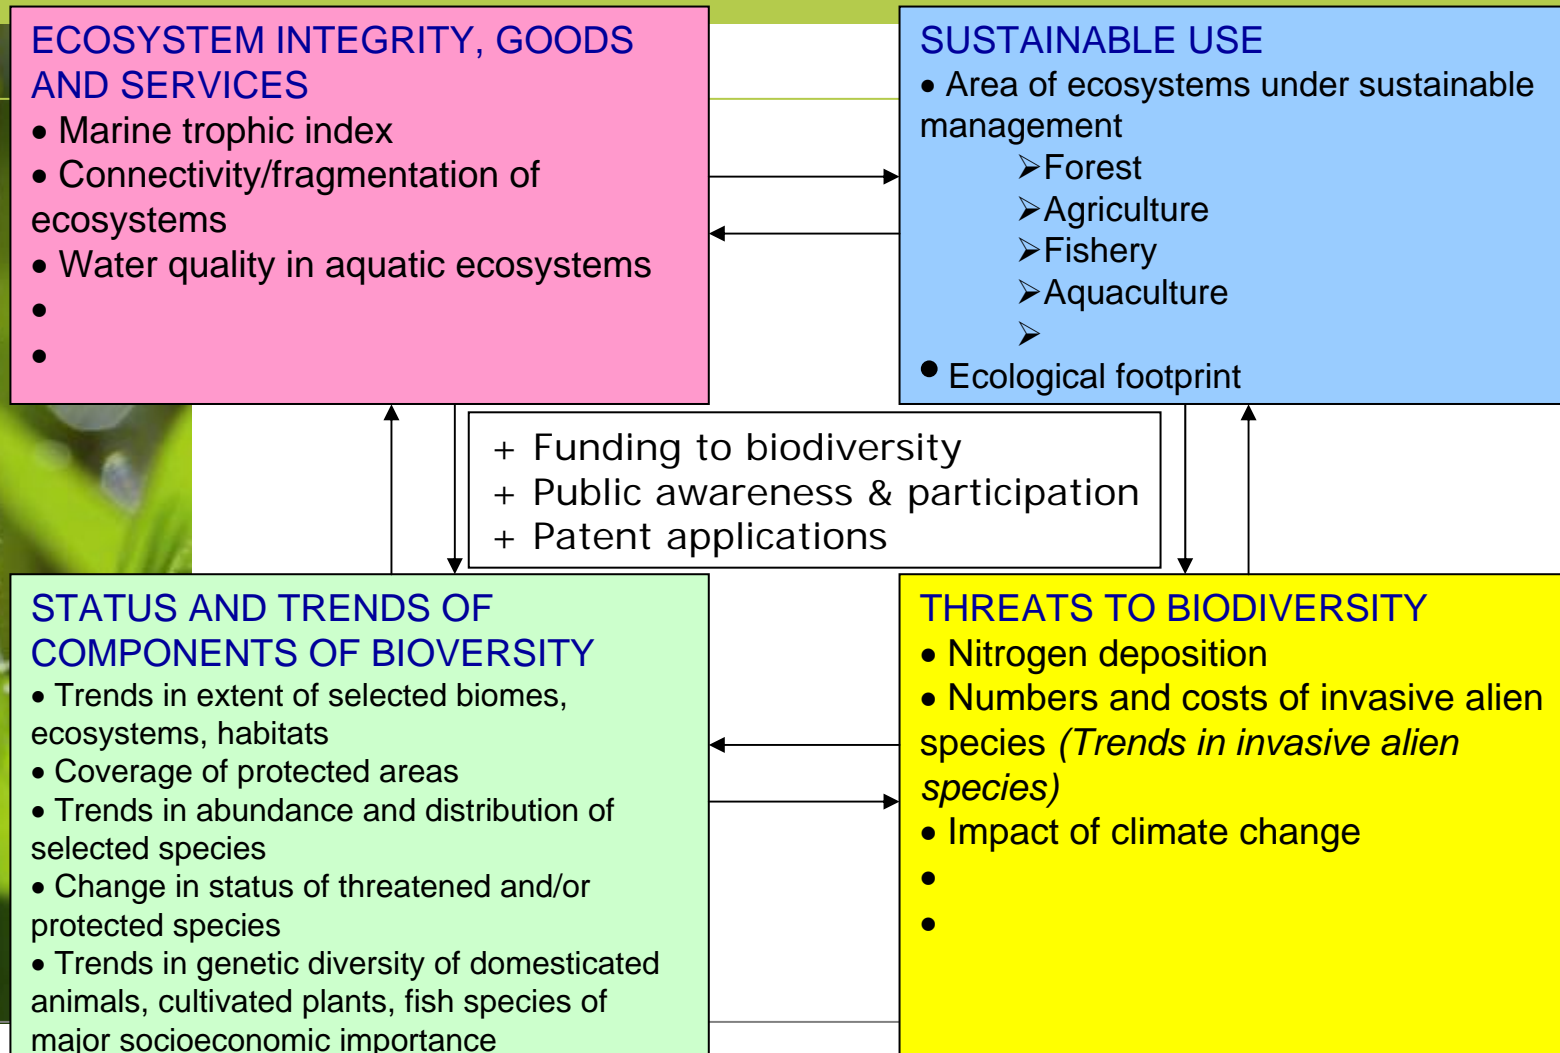 ECOSYSTEM INTEGRITY, GOODS
AND SERVICES
• Marine trophic index
• Connectivity/fragmentation of
ecosystems
• Water quality in aquatic ecosystems
•
•
SUSTAINABLE USE
• Area of ecosystems under sustainable
management
➢Forest
➢Agriculture
➢Fishery
➢Aquaculture
➢
• Ecological footprint
+ Funding to biodiversity
+ Public awareness & participation
+ Patent applications
STATUS AND TRENDS OF
COMPONENTS OF BIOVERSITY
• Trends in extent of selected biomes,
ecosystems, habitats
• Coverage of protected areas
• Trends in abundance and distribution of
selected species
• Change in status of threatened and/or
protected species
• Trends in genetic diversity of domesticated
animals, cultivated plants, fish species of
major socioeconomic importance
THREATS TO BIODIVERSITY
• Nitrogen deposition
• Numbers and costs of invasive alien
species (Trends in invasive alien
species)
• Impact of climate change
•
•